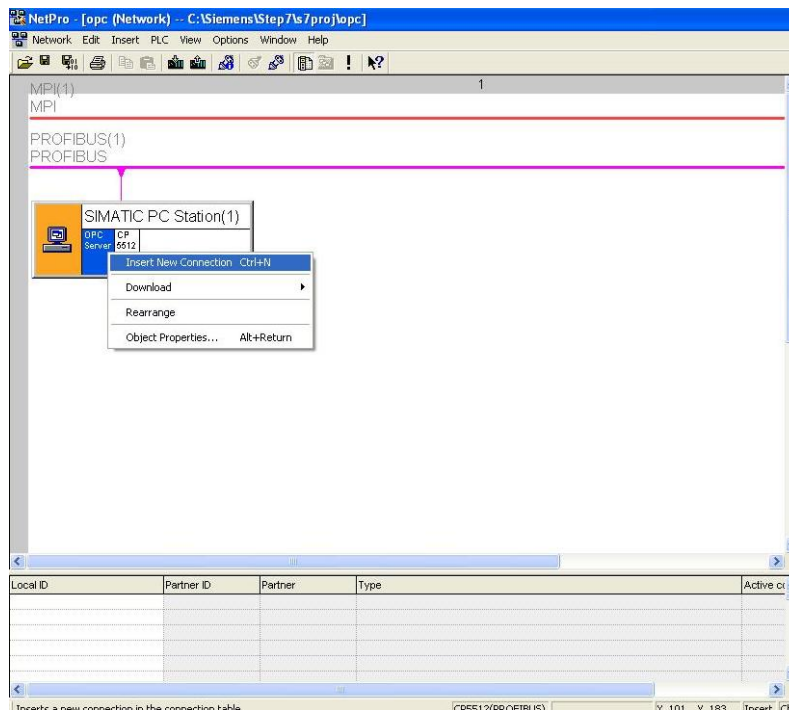 NetPro - [opc (Network) -- C:\Siemens\Step7\s7proj\opc]
Network Edit Insert PLC View Options Window Help
1
MPI(1)
MPI
PROFIBUS(1)
PROFIBUS
SIMATIC PC Station(1)
OPC Server
CP 5512
Insert New Connection Ctrl+N
Download
Rearrange
Object Properties... Alt+Return
Local ID Partner ID Partner Type Active co
Inserts a new connection in the connection table. CP5512(PROFIBUS) X 101 Y 183 Insert Ch